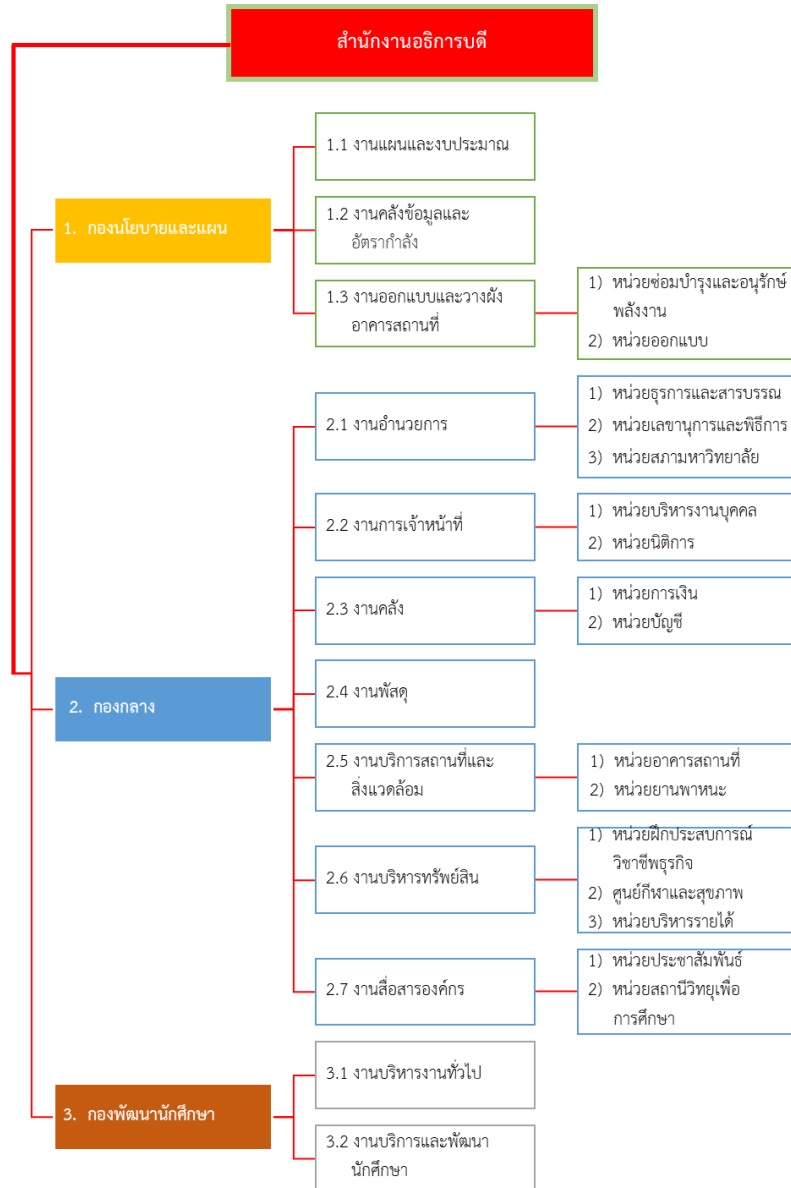 สำนักงานอธิการบดี
1.1 งานแผนและงบประมาณ
1. กองนโยบายและแผน
1.2 งานคลังข้อมูลและ
อัตรากำลัง
1.3 งานออกแบบและวางผัง
อาคารสถานที่
1) หน่วยซ่อมบำรุงและอนุรักษ์
พลังงาน
2) หน่วยออกแบบ
2.1 งานอำนวยการ
1) หน่วยธุรการและสารบรรณ
2) หน่วยเลขานุการและพิธีการ
3) หน่วยสภามหาวิทยาลัย
2.2 งานการเจ้าหน้าที่
1) หน่วยบริหารงานบุคคล
2) หน่วยนิติการ
2.3 งานคลัง
1) หน่วยการเงิน
2) หน่วยบัญชี
2. กองกลาง
2.4 งานพัสดุ
2.5 งานบริการสถานที่และ
สิ่งแวดล้อม
1) หน่วยอาคารสถานที่
2) หน่วยยานพาหนะ
2.6 งานบริหารทรัพย์สิน
1) หน่วยฝึกประสบการณ์
วิชาชีพธุรกิจ
2) ศูนย์กีฬาและสุขภาพ
3) หน่วยบริหารรายได้
2.7 งานสื่อสารองค์กร
1) หน่วยประชาสัมพันธ์
2) หน่วยสถานีวิทยุเพื่อ
การศึกษา
3. กองพัฒนานักศึกษา
3.1 งานบริหารงานทั่วไป
3.2 งานบริการและพัฒนา
นักศึกษา